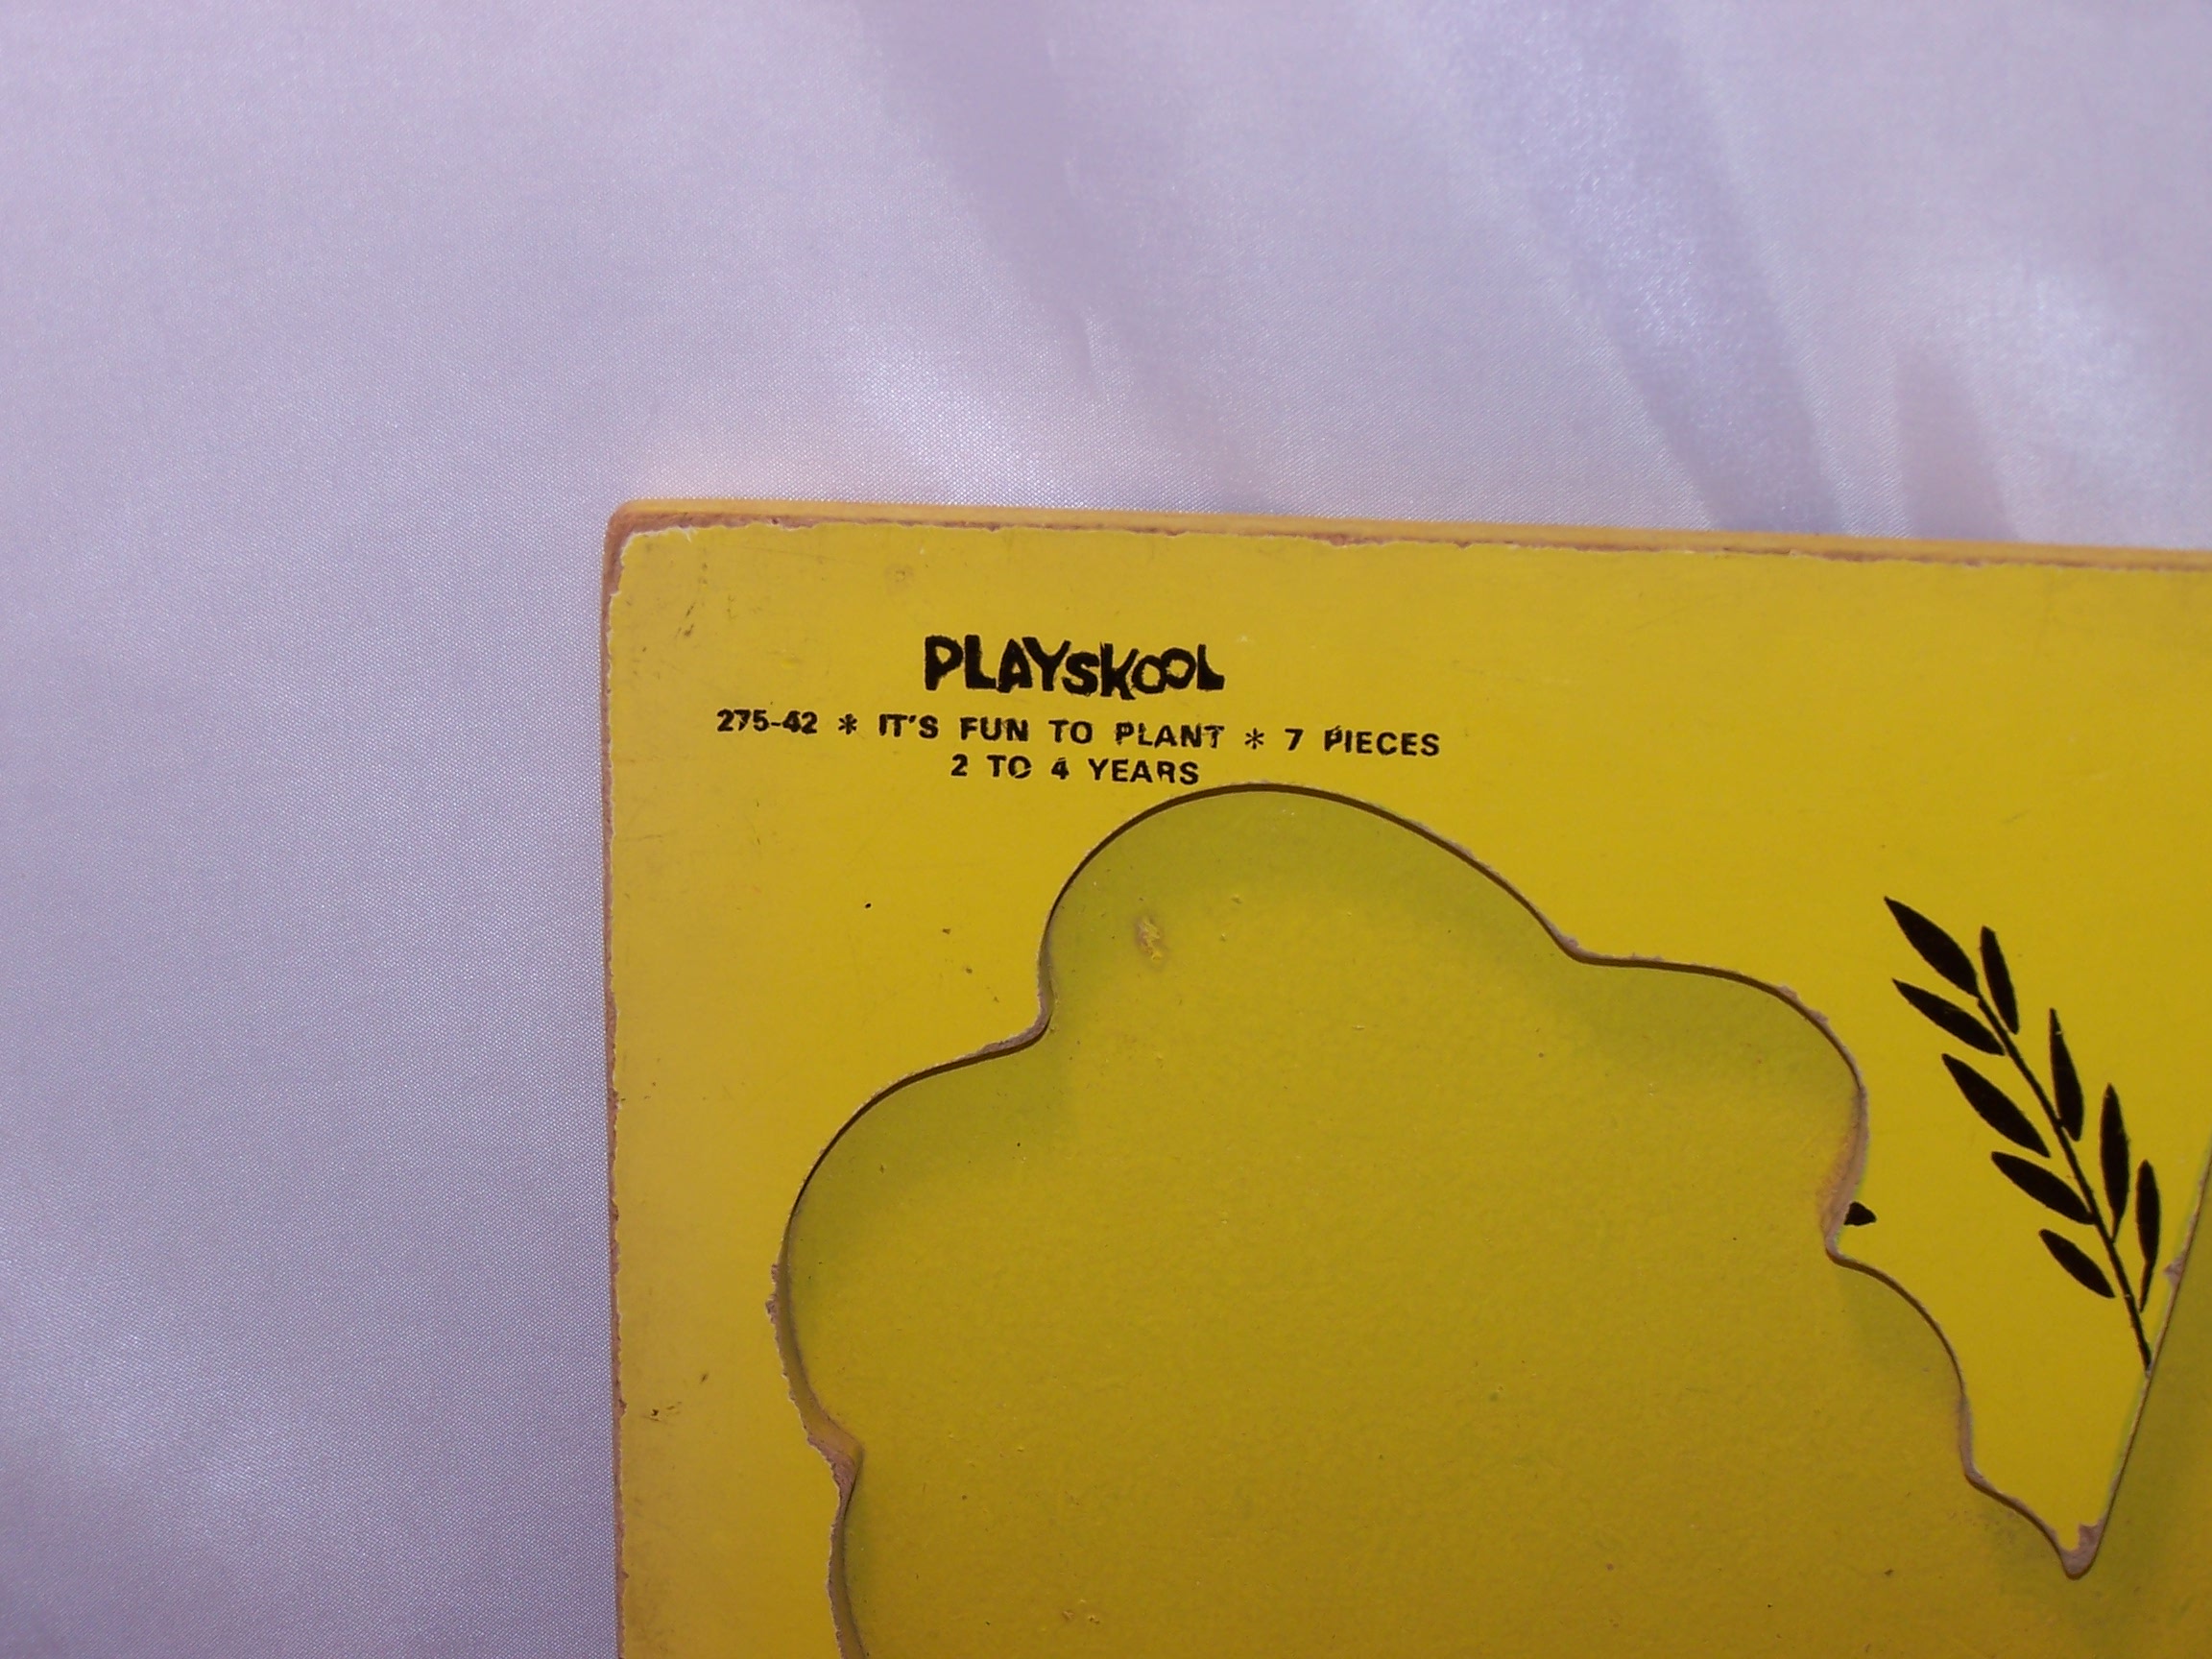 PLAYSKOOL
275-42 * IT'S FUN TO PLANT * 7 PIECES
2 TO 4 YEARS